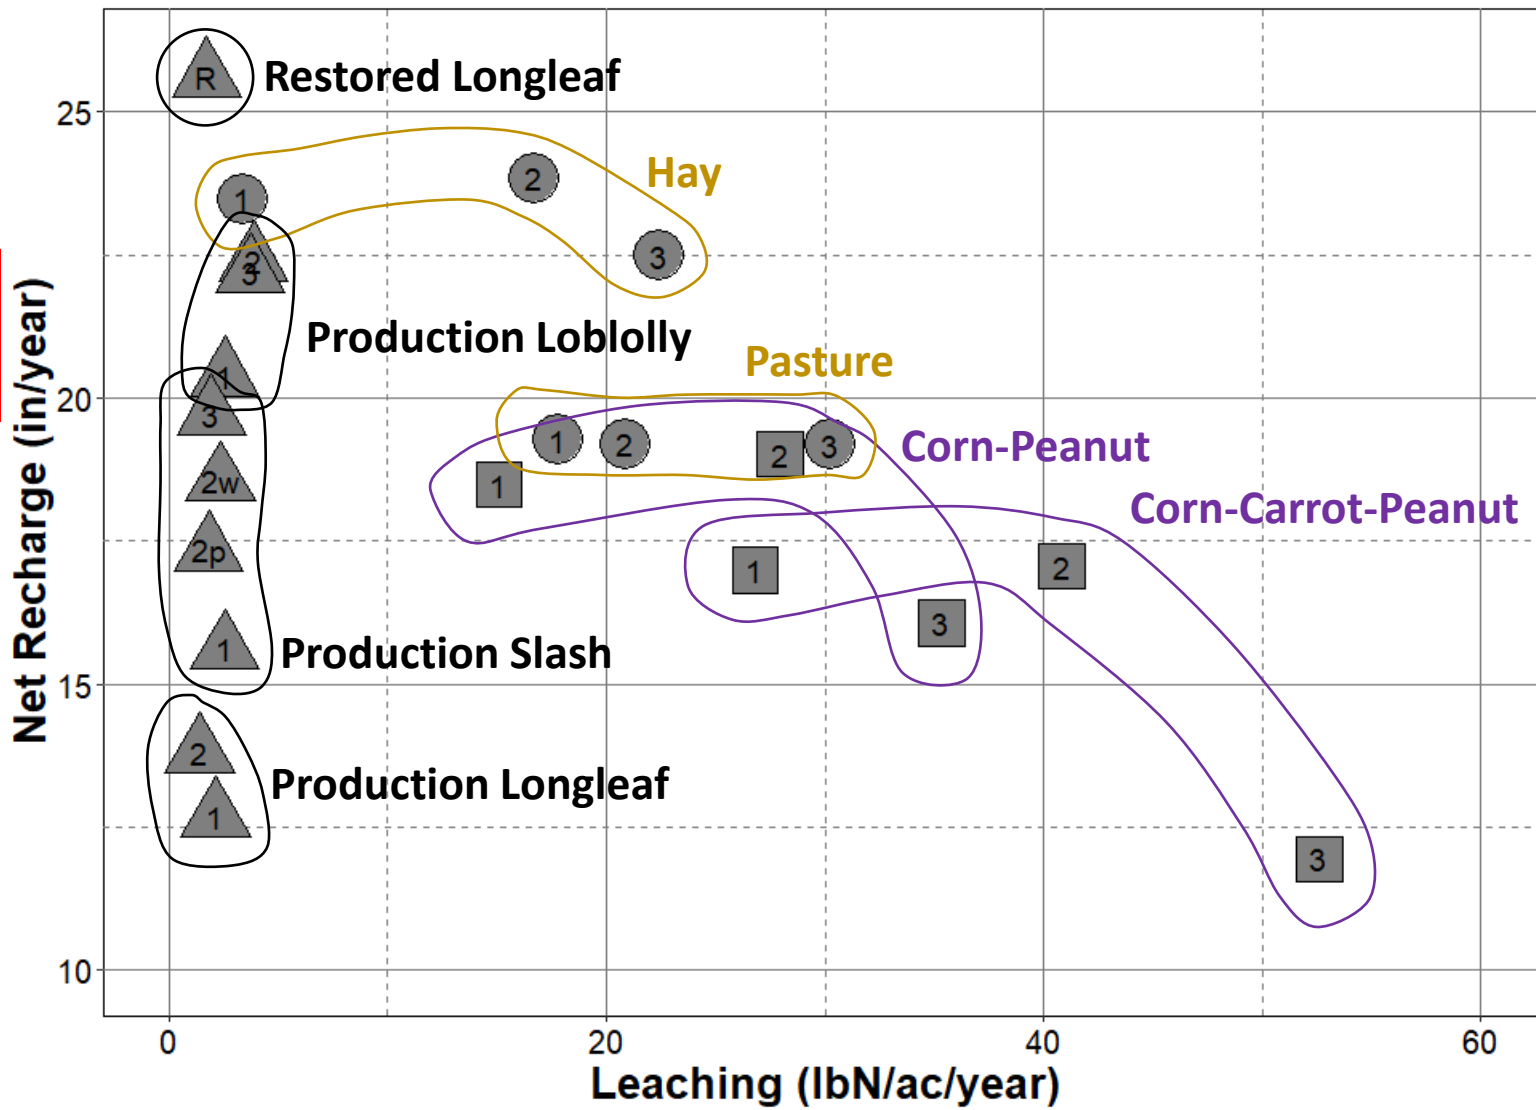 R
Restored Longleaf
25
Hay
2
1
2
3
3
Production Loblolly
Pasture
1
20
3
1
2
2
3
Corn-Peanut
2w
1
Corn-Carrot-Peanut
2p
1
2
3
1
Production Slash
15
2
Production Longleaf
1
3
10
0
20
40
60
Net Recharge (in/year)
Leaching (lbN/ac/year)